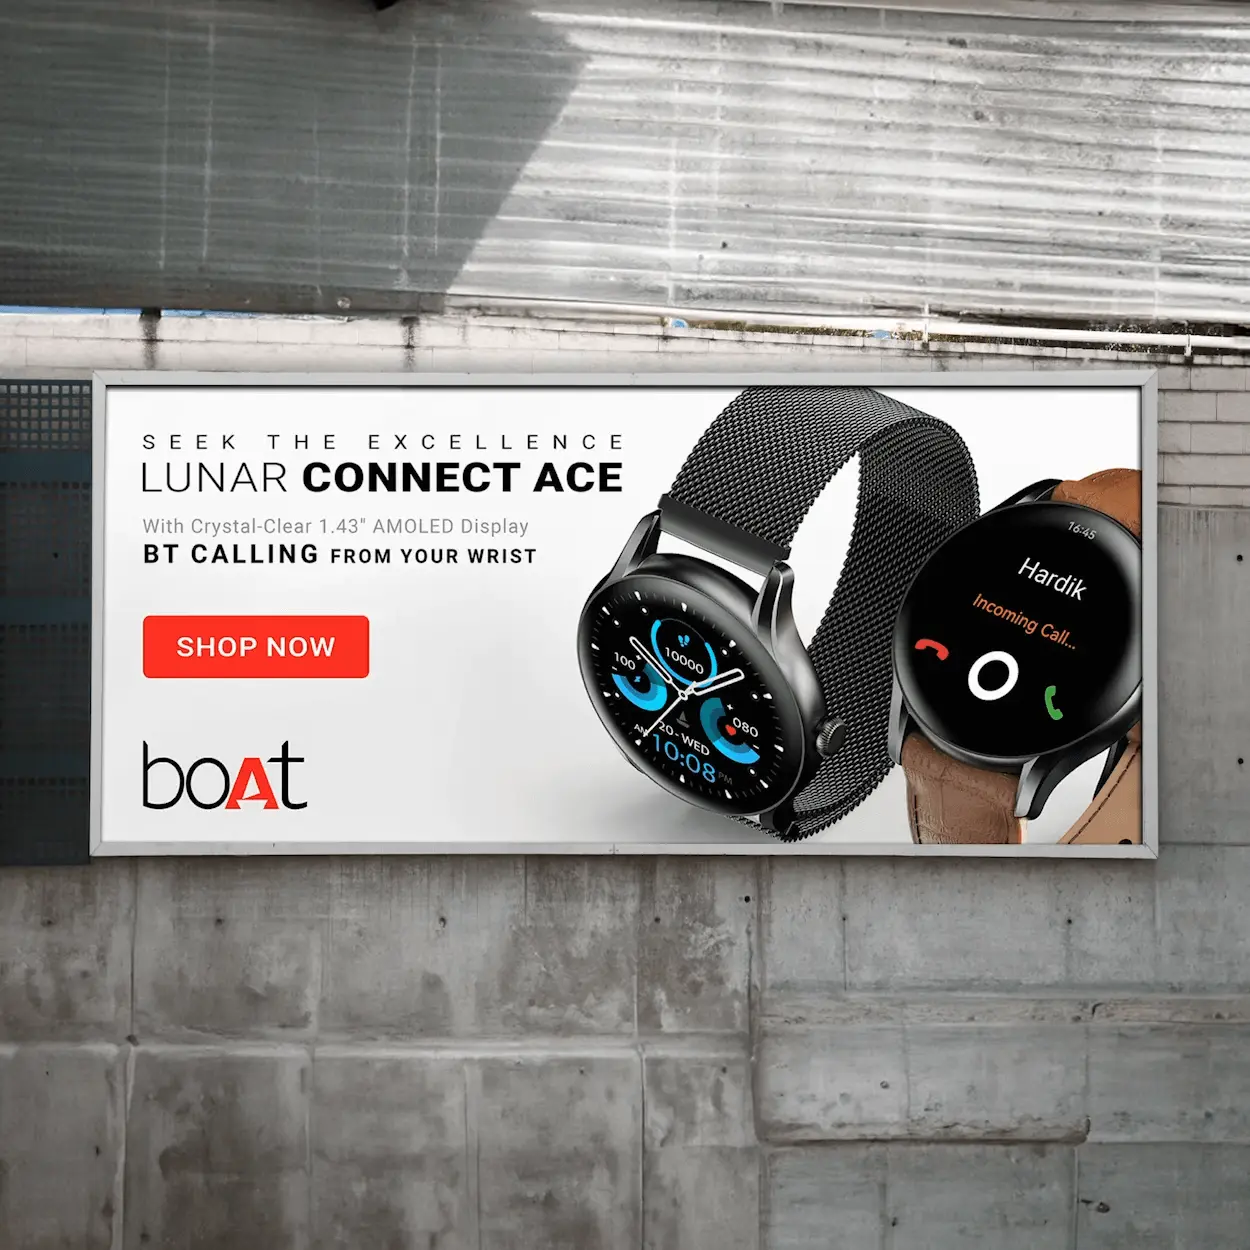 SEEK THE EXCELLENCE
LUNAR CONNECT ACE
With Crystal-Clear 1.43" AMOLED Display
BT CALLING FROM YOUR WRIST
SHOP NOW
boAt
10000
100
080
20-WED
AM 10:08 PM
16:45
Hardik
Incoming Call...